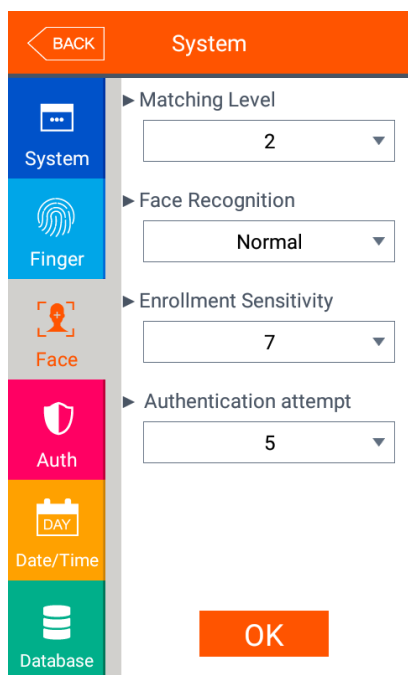 BACK
System
System
Finger
Face
Auth
DAY
Date/Time
Database
▶ Matching Level
2
▶ Face Recognition
Normal
▶ Enrollment Sensitivity
7
▶ Authentication attempt
5
OK